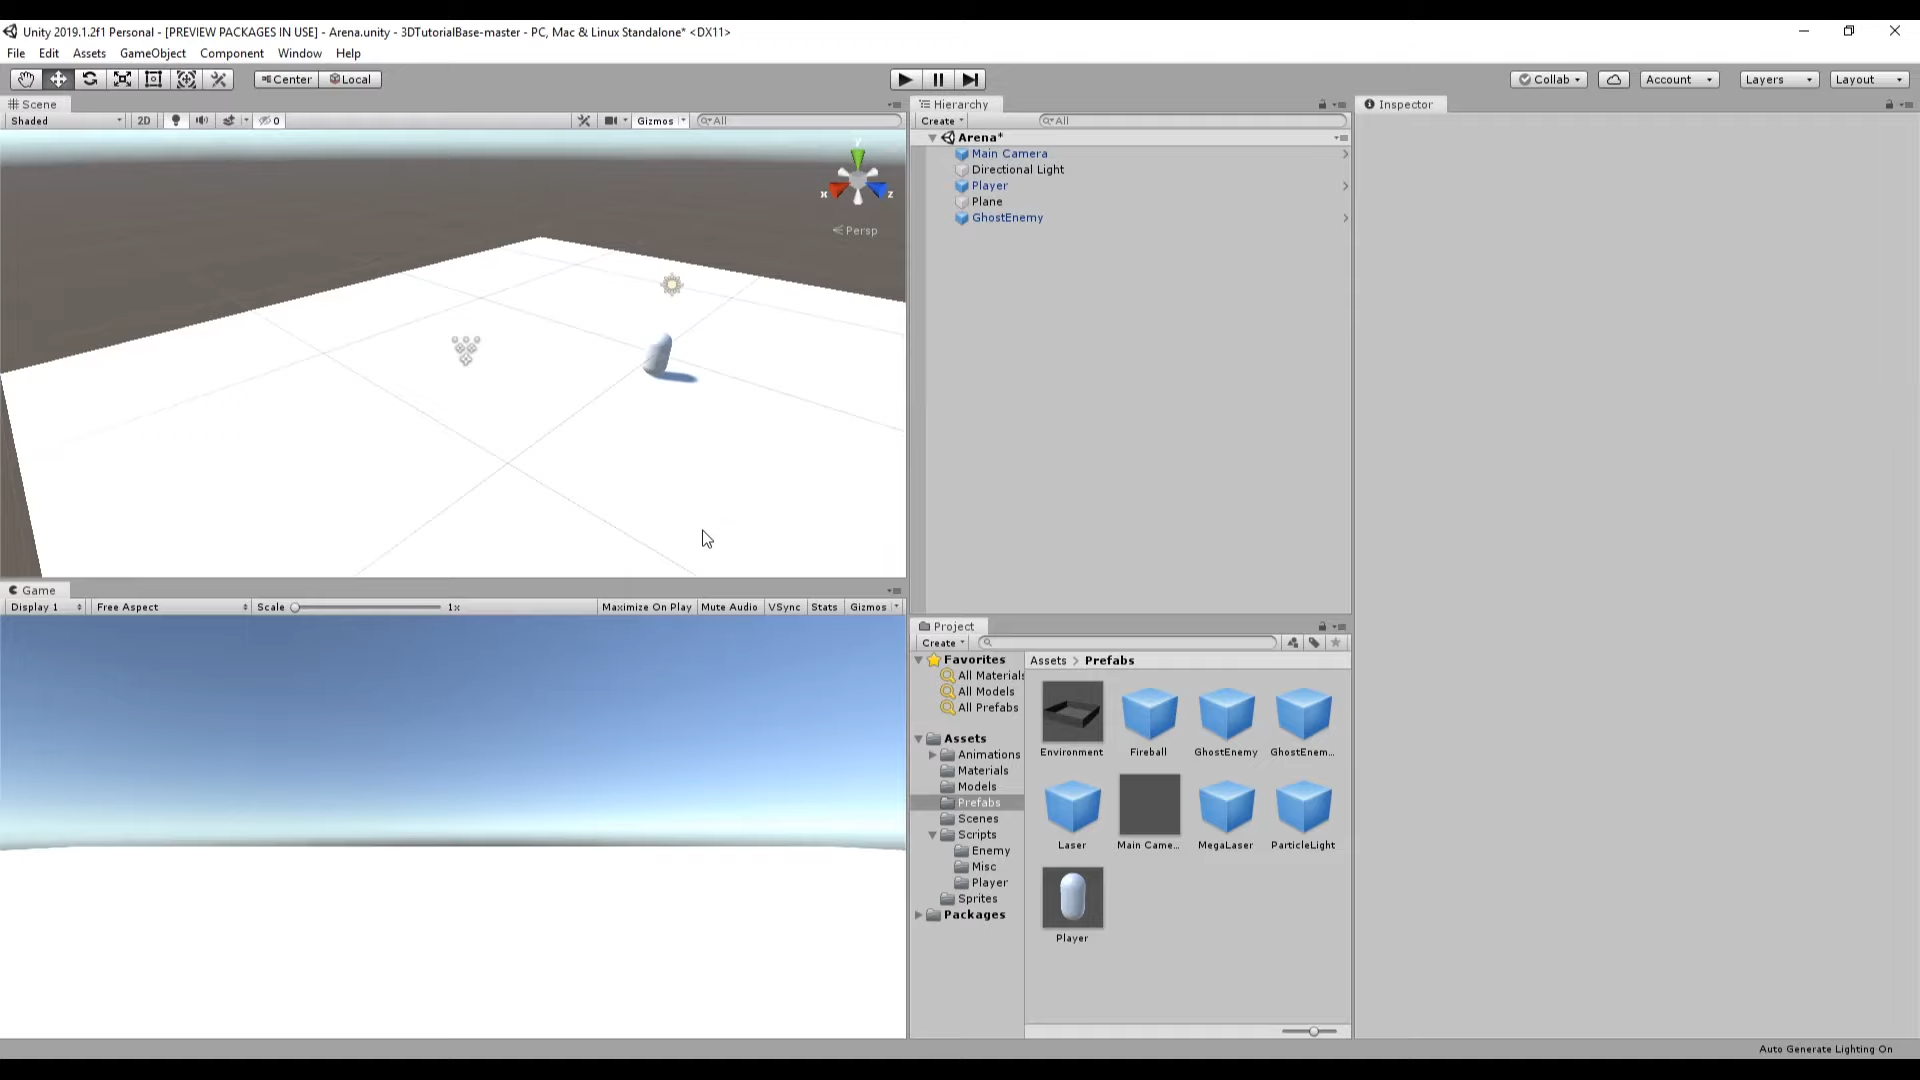 Unity 2019.1.2f1 Personal - [PREVIEW PACKAGES IN USE] - Arena.unity - 3DTutorialBase-master - PC, Mac & Linux Standalone* <DX11>
File Edit Assets GameObject Component Window Help
Center Local
Collab Account Layers Layout
Scene
Shaded 2D 0 Gizmos All
y
x z
Persp
Hierarchy
Create All
Arena*
Main Camera
Directional Light
Player
Plane
GhostEnemy
Inspector
Game
Display 1 Free Aspect Scale 1x Maximize On Play Mute Audio VSync Stats Gizmos
Project
Create
Favorites
All Materials
All Models
All Prefabs
Assets
Animations
Materials
Models
Prefabs
Scenes
Scripts
Enemy
Misc
Player
Sprites
Packages
Assets > Prefabs
Environment Fireball GhostEnemy GhostEnem...
Laser Main Came... MegaLaser ParticleLight
Player
Auto Generate Lighting On